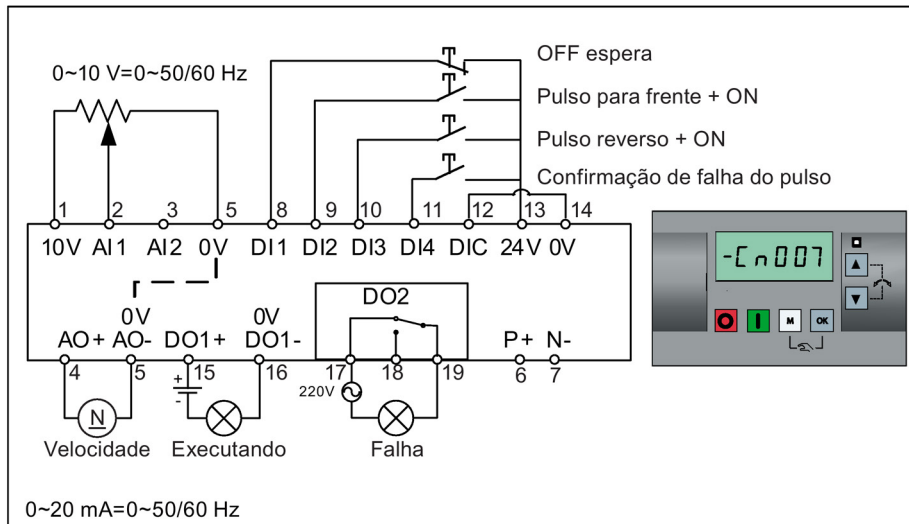 OFF espera
0~10 V=0~50/60 Hz
Pulso para frente + ON
Pulso reverso + ON
Confirmação de falha do pulso
1 2 3 5 8 9 10 11 12 13 14
10V AI1 AI2 0V DI1 DI2 DI3 DI4 DIC 24V 0V
-Cn007
DO2
0V 0V
AO+ AO- DO1+ DO1- P+ N-
4 5 15 16 17 18 19 6 7
M OK
+
-
220V
N
Velocidade Executando Falha
0~20 mA=0~50/60 Hz